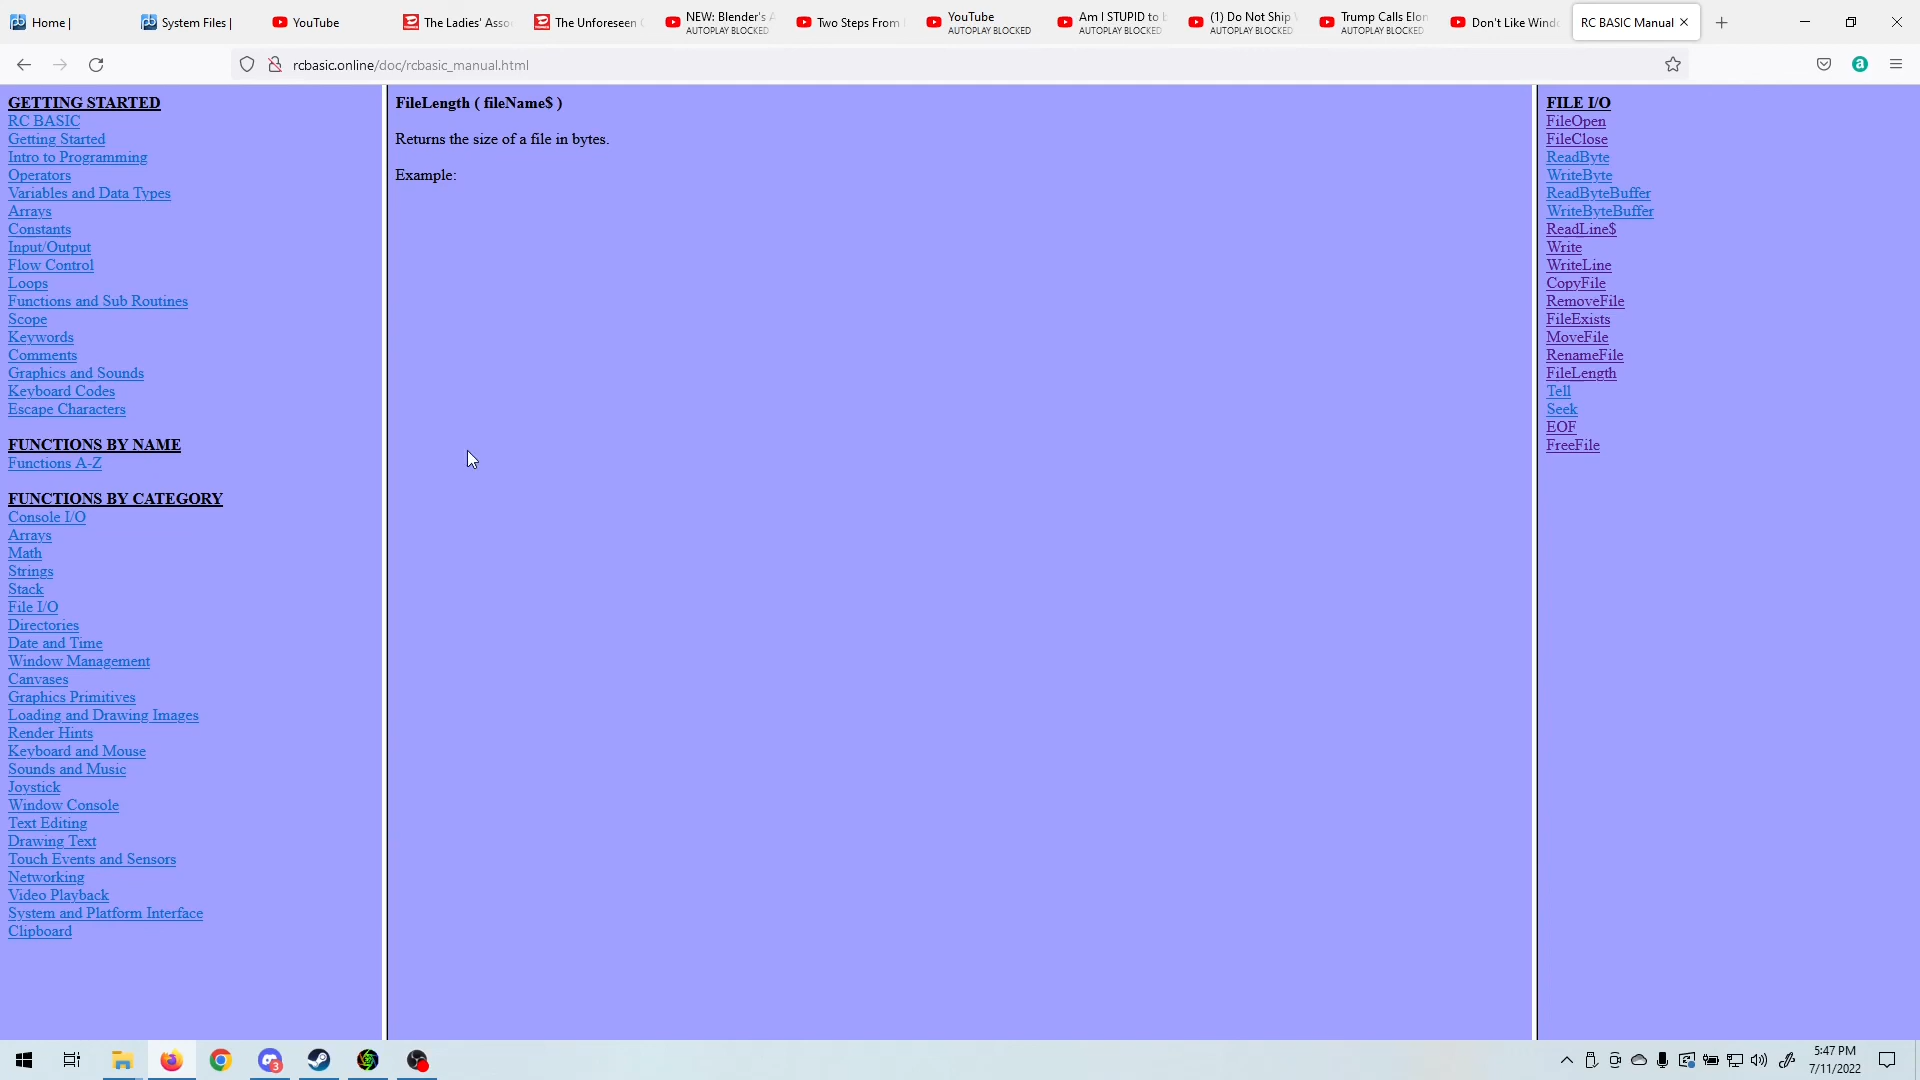 Home |
System Files |
YouTube
The Ladies' Asso
The Unforeseen
NEW: Blender's A
AUTOPLAY BLOCKED
Two Steps From
YouTube
AUTOPLAY BLOCKED
Am I STUPID to b
AUTOPLAY BLOCKED
(1) Do Not Ship
AUTOPLAY BLOCKED
Trump Calls Elon
AUTOPLAY BLOCKED
Don't Like Windo
RC BASIC Manual
rcbasic.online/doc/rcbasic_manual.html
GETTING STARTED
RC BASIC
Getting Started
Intro to Programming
Operators
Variables and Data Types
Arrays
Constants
Input/Output
Flow Control
Loops
Functions and Sub Routines
Scope
Keywords
Comments
Graphics and Sounds
Keyboard Codes
Escape Characters
FUNCTIONS BY NAME
Functions A-Z
FUNCTIONS BY CATEGORY
Console I/O
Arrays
Math
Strings
Stack
File I/O
Directories
Date and Time
Window Management
Canvases
Graphics Primitives
Loading and Drawing Images
Render Hints
Keyboard and Mouse
Sounds and Music
Joystick
Window Console
Text Editing
Drawing Text
Touch Events and Sensors
Networking
Video Playback
System and Platform Interface
Clipboard
FileLength ( fileName$ )
Returns the size of a file in bytes.
Example:
FILE I/O
FileOpen
FileClose
ReadByte
WriteByte
ReadByteBuffer
WriteByteBuffer
ReadLine$
Write
WriteLine
CopyFile
RemoveFile
FileExists
MoveFile
RenameFile
FileLength
Tell
Seek
EOF
FreeFile
5:47 PM
7/11/2022